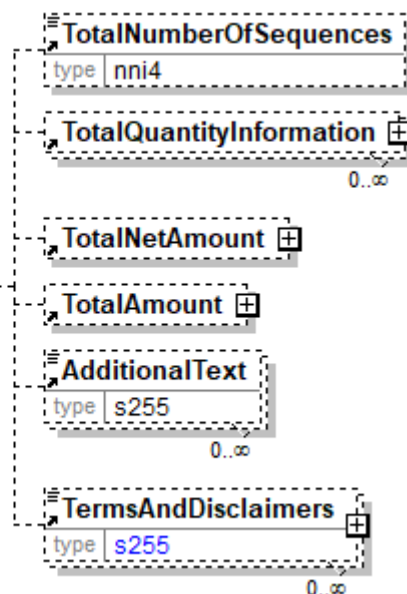 TotalNumberOfSequences
type nni4
TotalQuantityInformation
0..∞
TotalNetAmount
TotalAmount
AdditionalText
type s255
0..∞
TermsAndDisclaimers
type s255
0..∞